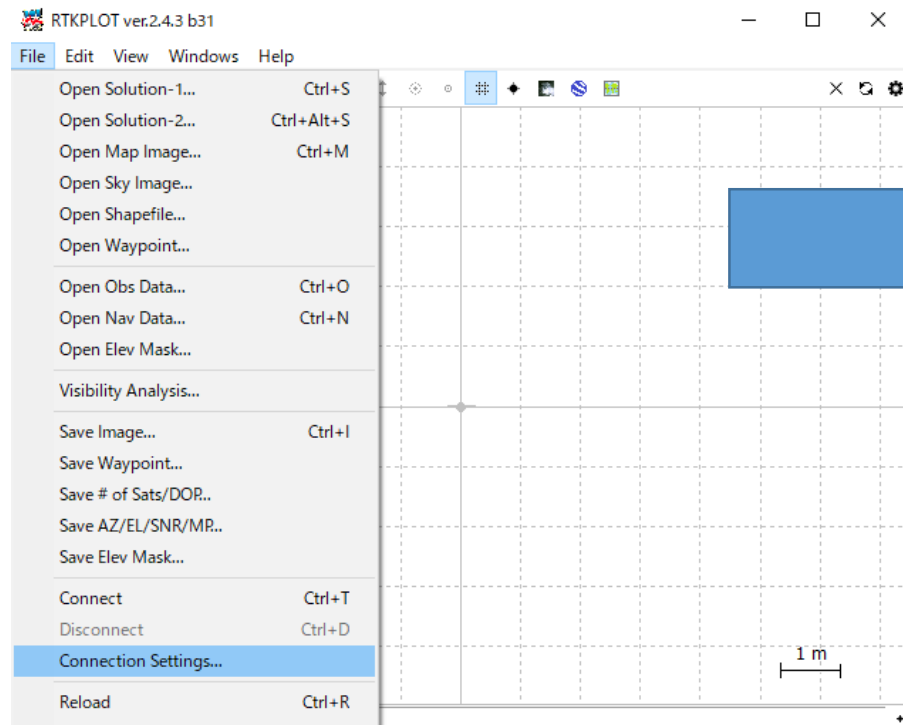 RTKPLOT ver.2.4.3 b31
File Edit View Windows Help
Open Solution-1... Ctrl+S
Open Solution-2... Ctrl+Alt+S
Open Map Image... Ctrl+M
Open Sky Image...
Open Shapefile...
Open Waypoint...
Open Obs Data... Ctrl+O
Open Nav Data... Ctrl+N
Open Elev Mask...
Visibility Analysis...
Save Image... Ctrl+I
Save Waypoint...
Save # of Sats/DOP...
Save AZ/EL/SNR/MP...
Save Elev Mask...
Connect Ctrl+T
Disconnect Ctrl+D
Connection Settings...
1 m
Reload Ctrl+R